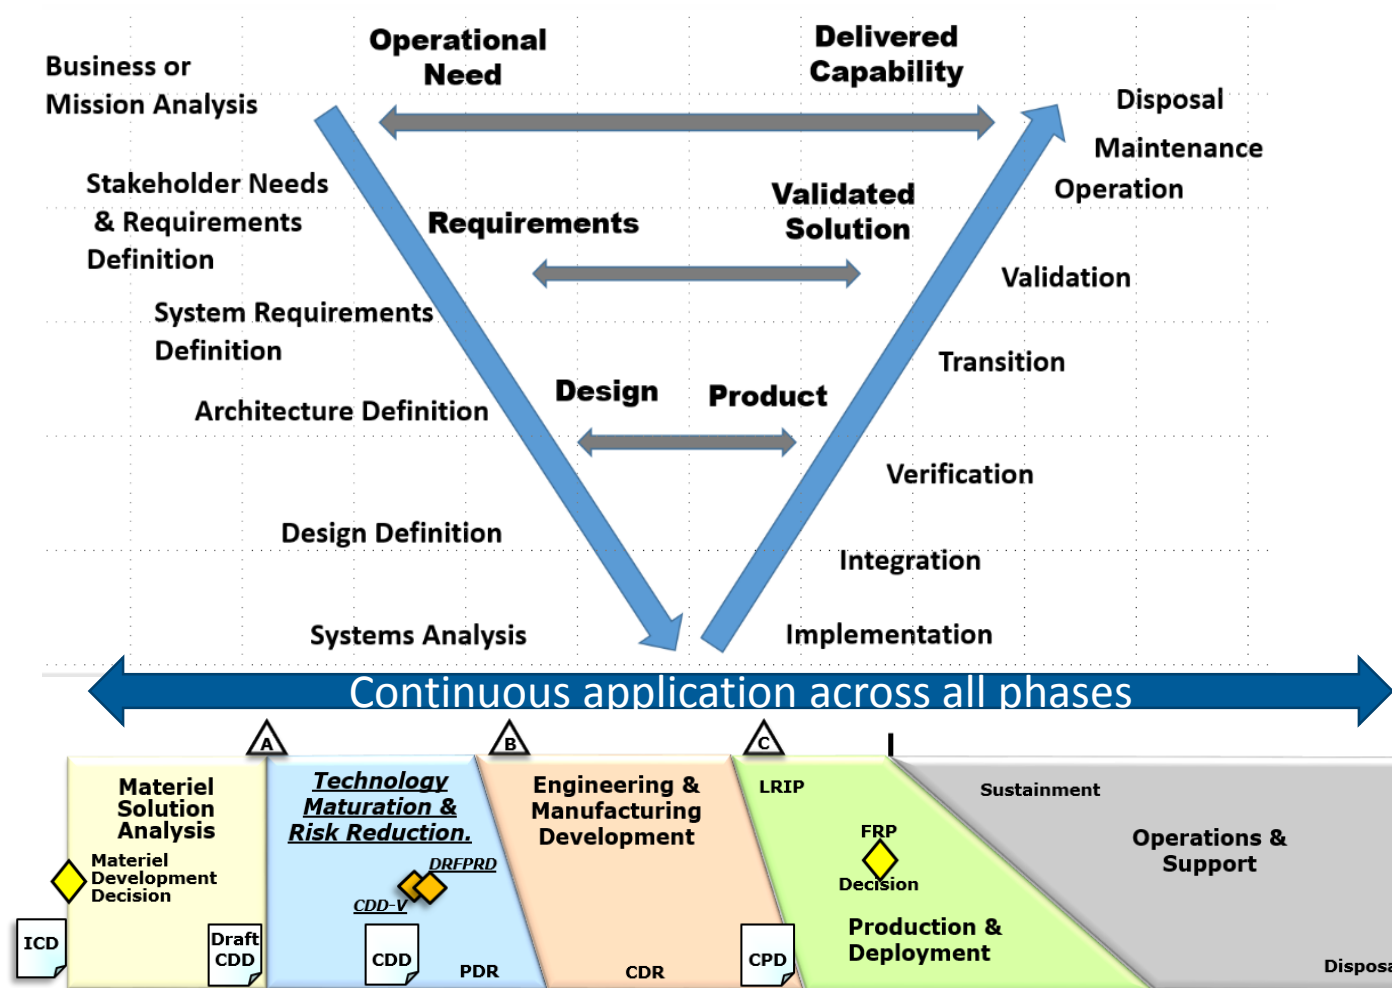 Operational
Need
Delivered
Capability
Business or
Mission Analysis
Disposal
Maintenance
Operation
Stakeholder Needs
& Requirements
Definition
Requirements
Validated
Solution
Validation
System Requirements
Definition
Transition
Architecture Definition
Design
Product
Verification
Design Definition
Integration
Systems Analysis
Implementation
Continuous application across all phases
A
B
C
I
Materiel
Solution
Analysis
Materiel
Development
Decision
ICD
Draft
CDD
Technology
Maturation &
Risk Reduction.
DRFPRD
CDD-V
CDD
PDR
Engineering &
Manufacturing
Development
CDR
CPD
LRIP
FRP
Decision
Production &
Deployment
Sustainment
Operations &
Support
Disposa